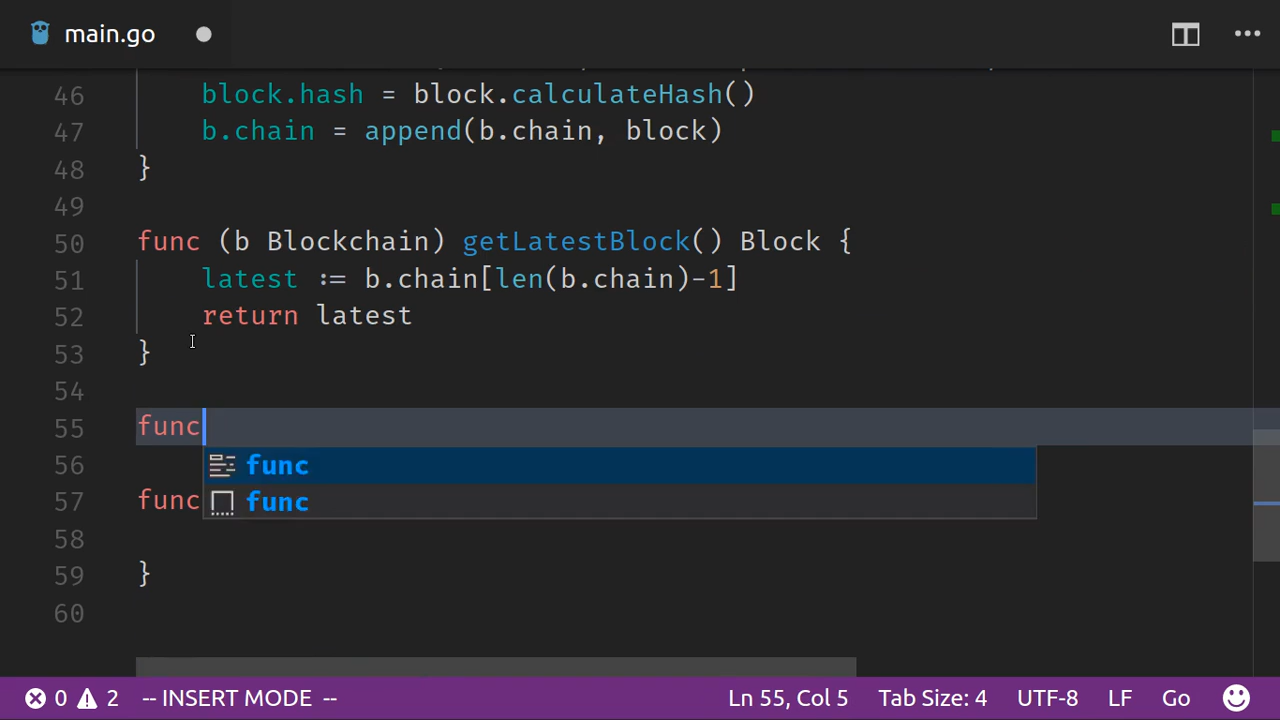 main.go
46 block.hash = block.calculateHash()
47 b.chain = append(b.chain, block)
48 }
49
50 func (b Blockchain) getLatestBlock() Block {
51 latest := b.chain[len(b.chain)-1]
52 return latest
53 }
54
55 func
56 func
57 func func
58
59 }
60
0 2 -- INSERT MODE -- Ln 55, Col 5 Tab Size: 4 UTF-8 LF Go